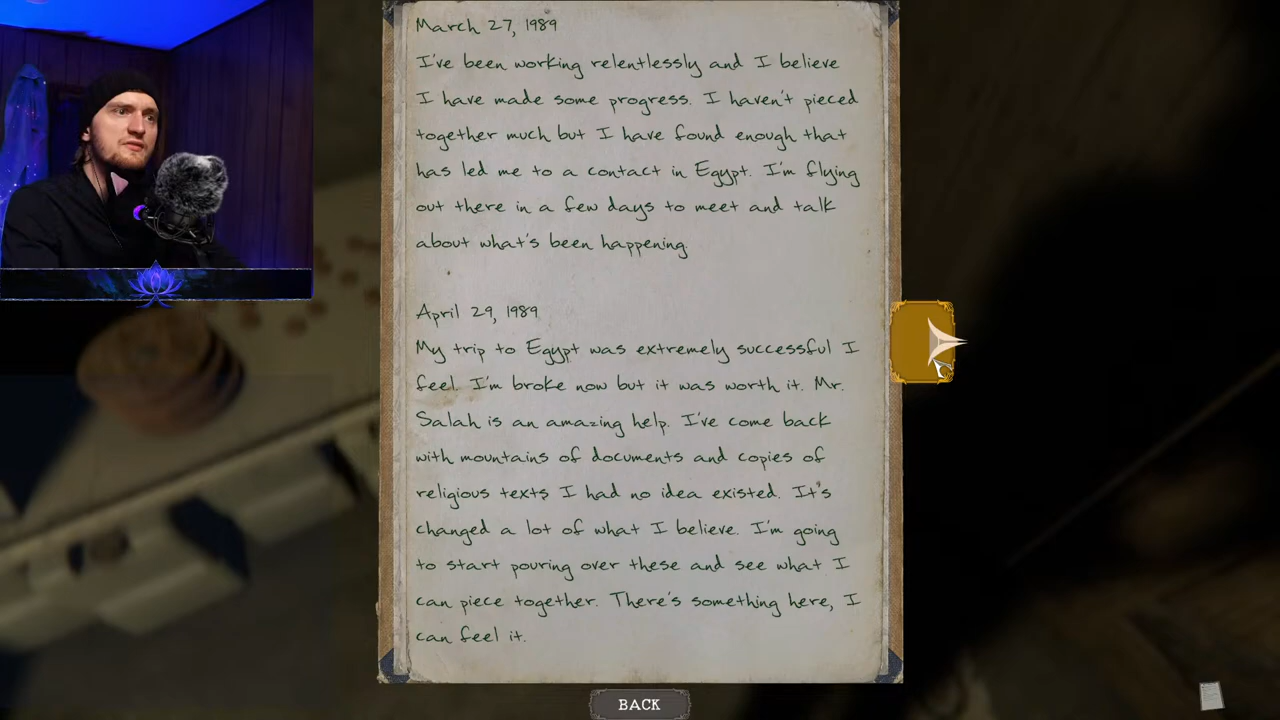 March 27, 1989
I've been working relentlessly and I believe
I have made some progress. I haven't pieced
together much but I have found enough that
has led me to a contact in Egypt. I'm flying
out there in a few days to meet and talk
about what's been happening.
April 29, 1989
My trip to Egypt was extremely successful I
feel. I'm broke now but it was worth it. Mr.
Salah is an amazing help. I've come back
with mountains of documents and copies of
religious texts I had no idea existed. It's
changed a lot of what I believe. I'm going
to start pouring over these and see what I
can piece together. There's something here, I
can feel it.
BACK